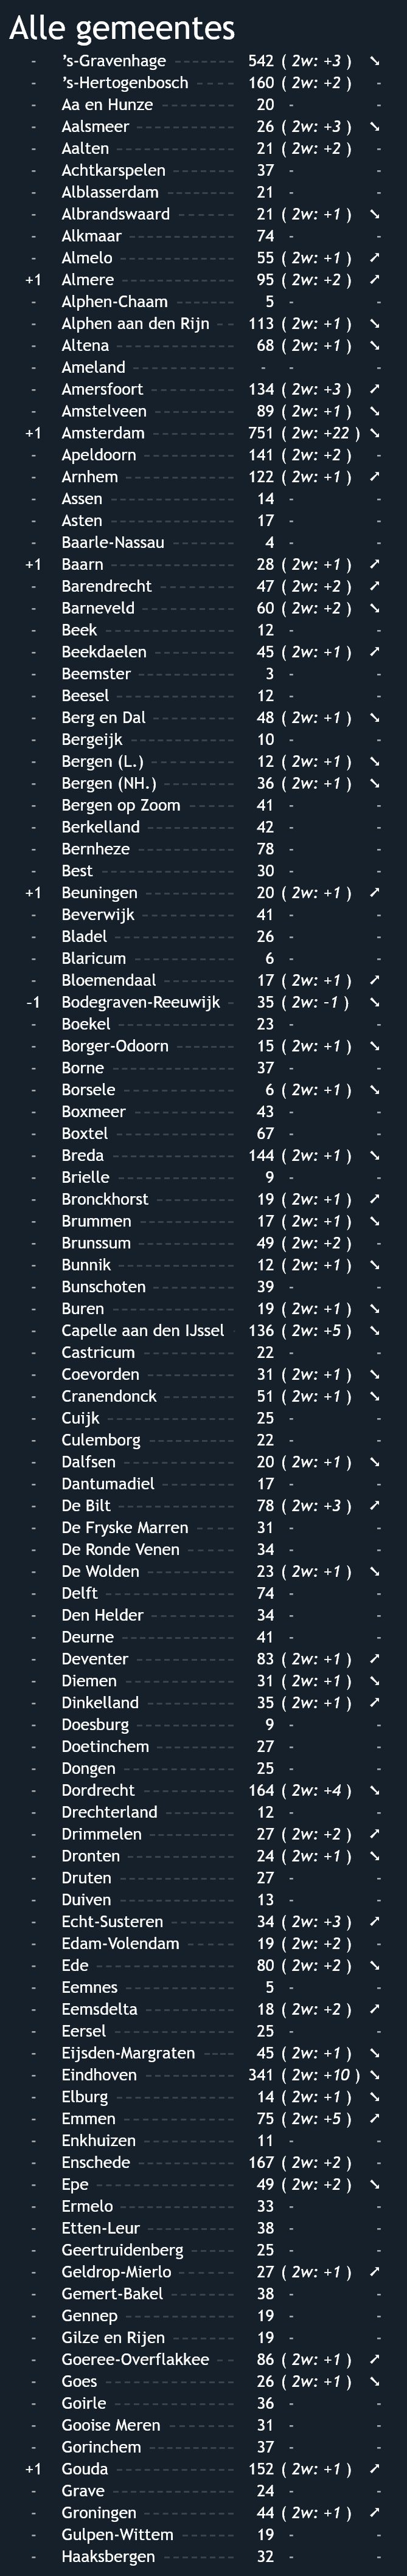 Alle gemeentes
- ’s-Gravenhage 542 ( 2w: +3 ) ➘
- ’s-Hertogenbosch 160 ( 2w: +2 ) -
- Aa en Hunze 20 - -
- Aalsmeer 26 ( 2w: +3 ) ➘
- Aalten 21 ( 2w: +2 ) -
- Achtkarspelen 37 - -
- Alblasserdam 21 - -
- Albrandswaard 21 ( 2w: +1 ) ➘
- Alkmaar 74 - -
- Almelo 55 ( 2w: +1 ) ➚
+1 Almere 95 ( 2w: +2 ) ➚
- Alphen-Chaam 5 - -
- Alphen aan den Rijn 113 ( 2w: +1 ) ➘
- Altena 68 ( 2w: +1 ) ➘
- Ameland - - -
- Amersfoort 134 ( 2w: +3 ) ➚
- Amstelveen 89 ( 2w: +1 ) ➘
+1 Amsterdam 751 ( 2w: +22 ) ➘
- Apeldoorn 141 ( 2w: +2 ) -
- Arnhem 122 ( 2w: +1 ) ➚
- Assen 14 - -
- Asten 17 - -
- Baarle-Nassau 4 - -
+1 Baarn 28 ( 2w: +1 ) ➚
- Barendrecht 47 ( 2w: +2 ) ➚
- Barneveld 60 ( 2w: +2 ) ➘
- Beek 12 - -
- Beekdaelen 45 ( 2w: +1 ) ➚
- Beemster 3 - -
- Beesel 12 - -
- Berg en Dal 48 ( 2w: +1 ) ➘
- Bergeijk 10 - -
- Bergen (L.) 12 ( 2w: +1 ) ➘
- Bergen (NH.) 36 ( 2w: +1 ) ➘
- Bergen op Zoom 41 - -
- Berkelland 42 - -
- Bernheze 78 - -
- Best 30 - -
+1 Beuningen 20 ( 2w: +1 ) ➚
- Beverwijk 41 - -
- Bladel 26 - -
- Blaricum 6 - -
- Bloemendaal 17 ( 2w: +1 ) ➚
-1 Bodegraven-Reeuwijk 35 ( 2w: -1 ) ➘
- Boekel 23 - -
- Borger-Odoorn 15 ( 2w: +1 ) ➘
- Borne 37 - -
- Borsele 6 ( 2w: +1 ) ➘
- Boxmeer 43 - -
- Boxtel 67 - -
- Breda 144 ( 2w: +1 ) ➘
- Brielle 9 - -
- Bronckhorst 19 ( 2w: +1 ) ➚
- Brummen 17 ( 2w: +1 ) ➘
- Brunssum 49 ( 2w: +2 ) -
- Bunnik 12 ( 2w: +1 ) ➘
- Bunschoten 39 - -
- Buren 19 ( 2w: +1 ) ➘
- Capelle aan den IJssel 136 ( 2w: +5 ) ➘
- Castricum 22 - -
- Coevorden 31 ( 2w: +1 ) ➘
- Cranendonck 51 ( 2w: +1 ) ➘
- Cuijk 25 - -
- Culemborg 22 - -
- Dalfsen 20 ( 2w: +1 ) ➘
- Dantumadiel 17 - -
- De Bilt 78 ( 2w: +3 ) ➚
- De Fryske Marren 31 - -
- De Ronde Venen 34 - -
- De Wolden 23 ( 2w: +1 ) ➘
- Delft 74 - -
- Den Helder 34 - -
- Deurne 41 - -
- Deventer 83 ( 2w: +1 ) ➚
- Diemen 31 ( 2w: +1 ) ➘
- Dinkelland 35 ( 2w: +1 ) ➚
- Doesburg 9 - -
- Doetinchem 27 - -
- Dongen 25 - -
- Dordrecht 164 ( 2w: +4 ) ➘
- Drechterland 12 - -
- Drimmelen 27 ( 2w: +2 ) ➚
- Dronten 24 ( 2w: +1 ) ➘
- Druten 27 - -
- Duiven 13 - -
- Echt-Susteren 34 ( 2w: +3 ) ➚
- Edam-Volendam 19 ( 2w: +2 ) -
- Ede 80 ( 2w: +2 ) ➘
- Eemnes 5 - -
- Eemsdelta 18 ( 2w: +2 ) ➚
- Eersel 25 - -
- Eijsden-Margraten 45 ( 2w: +1 ) ➘
- Eindhoven 341 ( 2w: +10 ) ➘
- Elburg 14 ( 2w: +1 ) ➘
- Emmen 75 ( 2w: +5 ) ➚
- Enkhuizen 11 - -
- Enschede 167 ( 2w: +2 ) -
- Epe 49 ( 2w: +2 ) ➘
- Ermelo 33 - -
- Etten-Leur 38 - -
- Geertruidenberg 25 - -
- Geldrop-Mierlo 27 ( 2w: +1 ) ➚
- Gemert-Bakel 38 - -
- Gennep 19 - -
- Gilze en Rijen 19 - -
- Goeree-Overflakkee 86 ( 2w: +1 ) ➚
- Goes 26 ( 2w: +1 ) ➘
- Goirle 36 - -
- Gooise Meren 31 - -
- Gorinchem 37 - -
+1 Gouda 152 ( 2w: +1 ) ➚
- Grave 24 - -
- Groningen 44 ( 2w: +1 ) ➚
- Gulpen-Wittem 19 - -
- Haaksbergen 32 - -